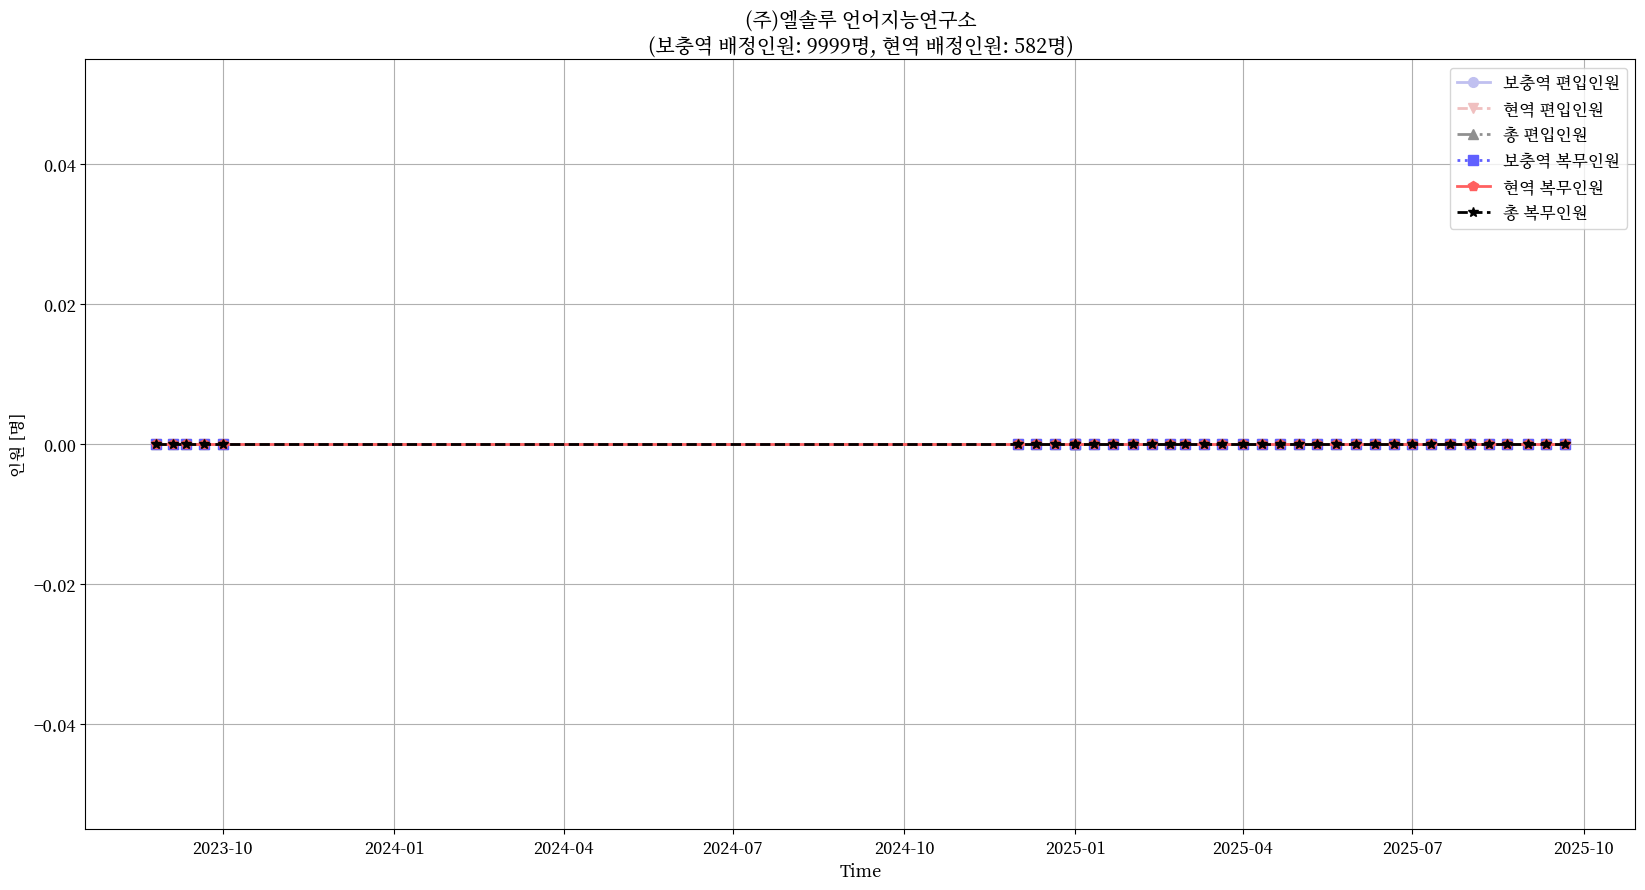 (주)엘솔루 언어지능연구소
(보충역 배정인원: 9999명, 현역 배정인원: 582명)
보충역 편입인원
현역 편입인원
총 편입인원
보충역 복무인원
현역 복무인원
총 복무인원
0.04
0.02
0.00
−0.02
−0.04
인원 [명]
2023-10 2024-01 2024-04 2024-07 2024-10 2025-01 2025-04 2025-07 2025-10
Time